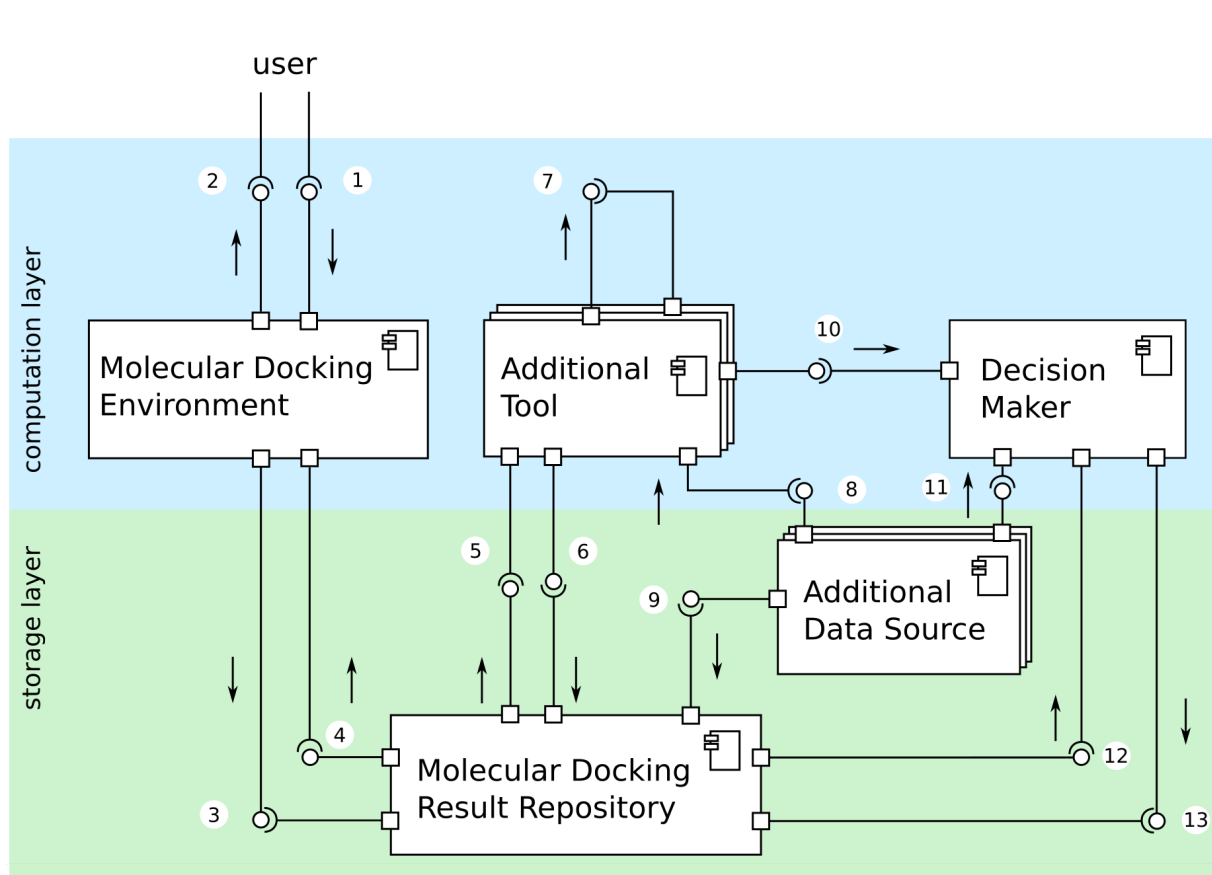 user
2
1
7
10
computation layer
Molecular Docking
Environment
Additional
Tool
Decision
Maker
8
11
storage layer
5
6
9
Additional
Data Source
4
12
3
13
Molecular Docking
Result Repository